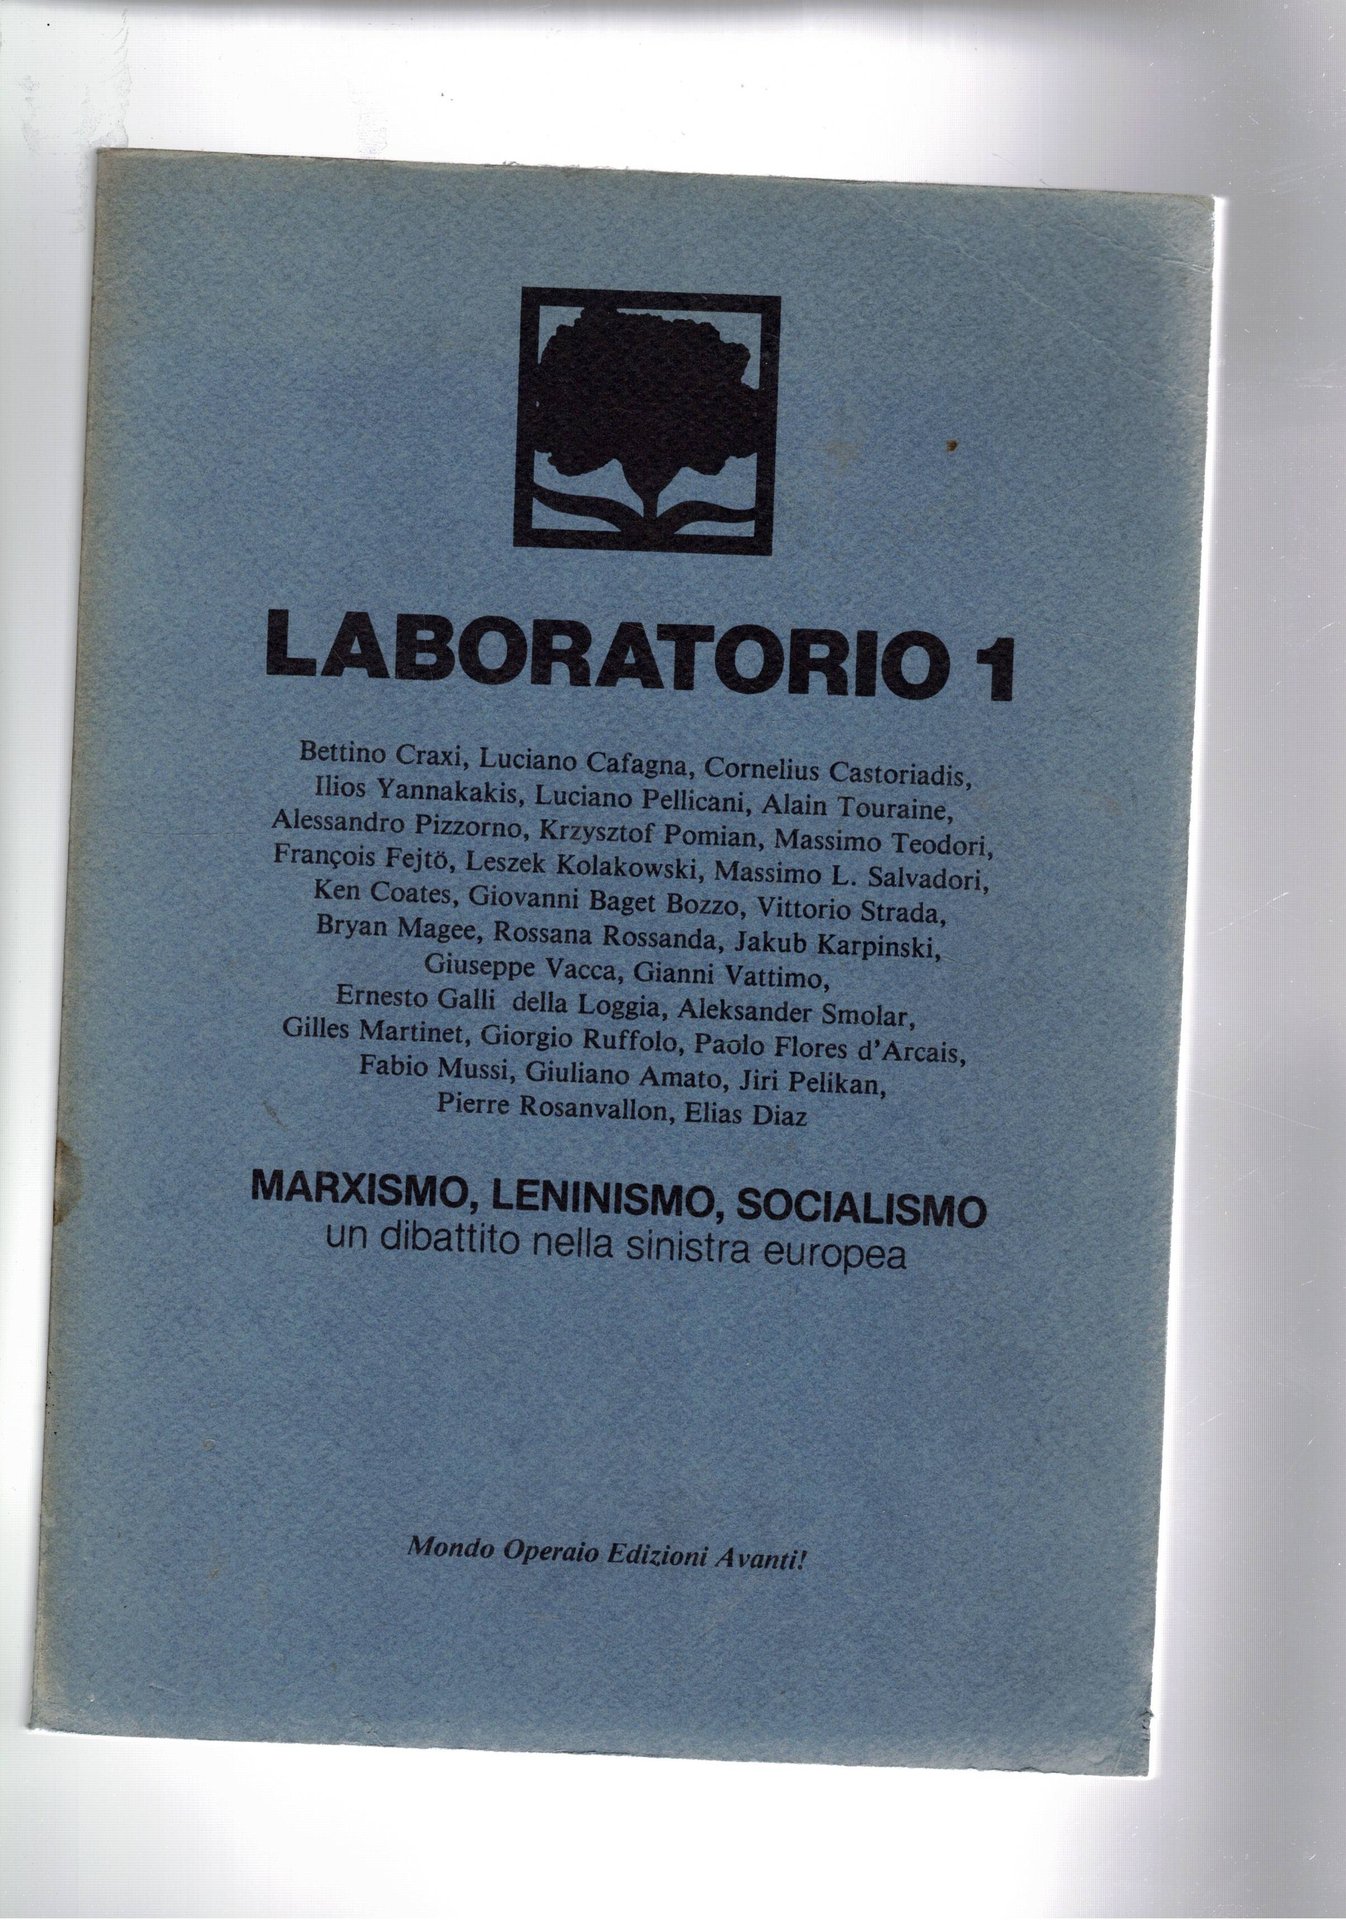 LABORATORIO 1
Bettino Craxi, Luciano Cafagna, Cornelius Castoriadis,
Ilios Yannakakis, Luciano Pellicani, Alain Touraine,
Alessandro Pizzorno, Krzysztof Pomian, Massimo Teodori,
François Fejtö, Leszek Kolakowski, Massimo L. Salvadori,
Ken Coates, Giovanni Baget Bozzo, Vittorio Strada,
Bryan Magee, Rossana Rossanda, Jakub Karpinski,
Giuseppe Vacca, Gianni Vattimo,
Ernesto Galli della Loggia, Aleksander Smolar,
Gilles Martinet, Giorgio Ruffolo, Paolo Flores d'Arcais,
Fabio Mussi, Giuliano Amato, Jiri Pelikan,
Pierre Rosanvallon, Elias Diaz
MARXISMO, LENINISMO, SOCIALISMO
un dibattito nella sinistra europea
Mondo Operaio Edizioni Avanti!